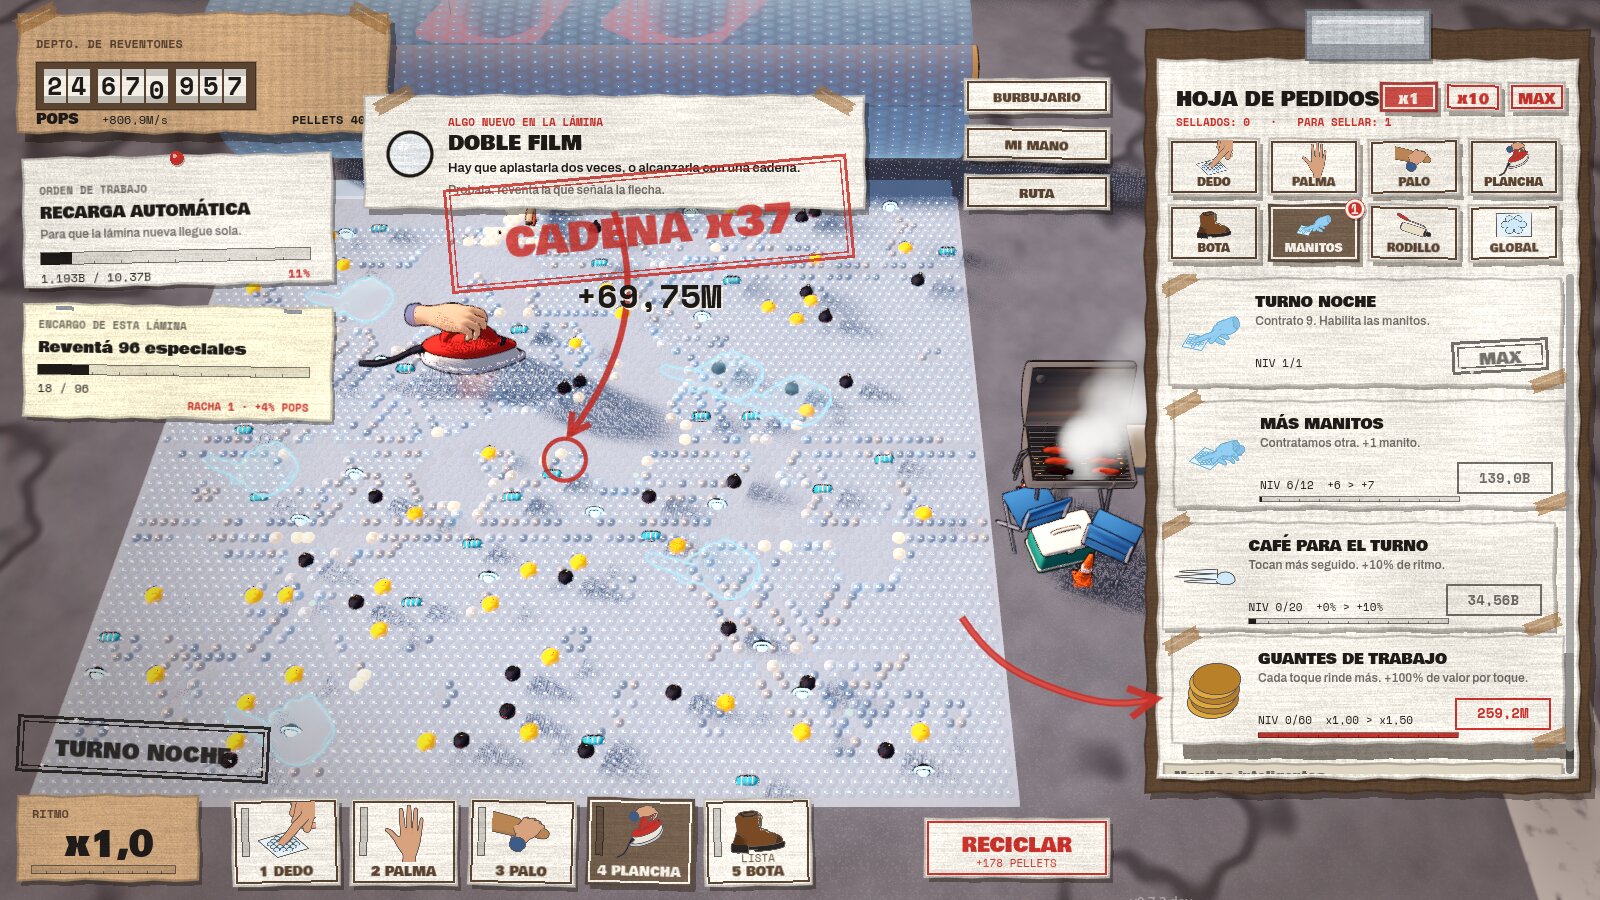 DEPTO. DE REVENTONES
24 670 957
POPS +806,9M/s PELLETS 40
ORDEN DE TRABAJO
RECARGA AUTOMÁTICA
Para que la lámina nueva llegue sola.
1,193B / 10,37B 11%
ENCARGO DE ESTA LÁMINA
Reventá 96 especiales
18 / 96
RACHA 1 · +4% POPS
ALGO NUEVO EN LA LÁMINA
DOBLE FILM
Hay que aplastarla dos veces, o alcanzarla con una cadena.
Probala: reventá la que señala la flecha.
CADENA x37
+69,75M
BURBUJARIO
MI MANO
RUTA
HOJA DE PEDIDOS
x1 x10 MAX
SELLADOS: 0 · PARA SELLAR: 1
DEDO PALMA PALO PLANCHA
1
BOTA MANITOS RODILLO GLOBAL
TURNO NOCHE
Contrato 9. Habilita las manitos.
NIV 1/1
MAX
MÁS MANITOS
Contratamos otra. +1 manito.
NIV 6/12 +6 > +7
139,0B
CAFÉ PARA EL TURNO
Tocan más seguido. +10% de ritmo.
NIV 0/20 +0% > +10%
34,56B
GUANTES DE TRABAJO
Cada toque rinde más. +100% de valor por toque.
NIV 0/60 x1,00 > x1,50
259,2M
TURNO NOCHE
RITMO
x1,0
1 DEDO
2 PALMA
3 PALO
4 PLANCHA
LISTA
5 BOTA
RECICLAR
+178 PELLETS